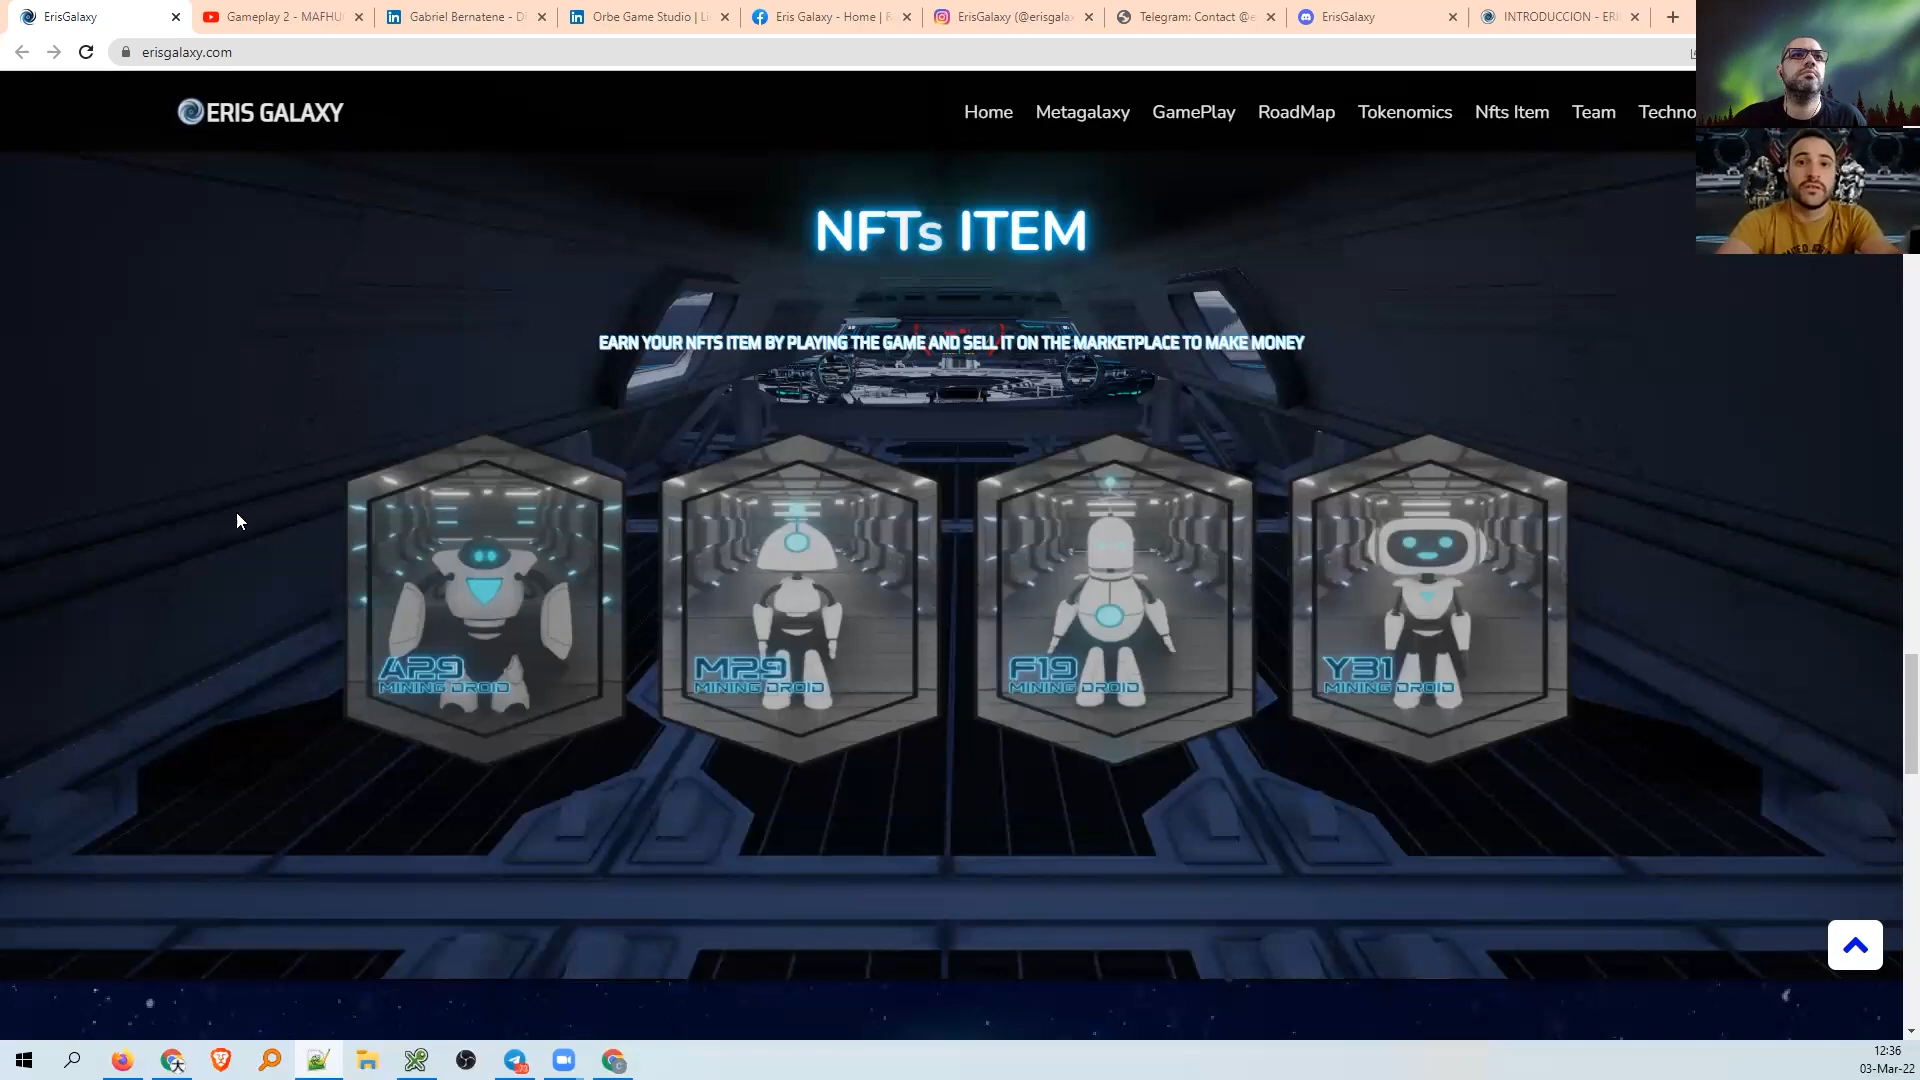 ErisGalaxy
Gameplay 2 - MAFHU
Gabriel Bernatene - D
Orbe Game Studio | Li
Eris Galaxy - Home | F
ErisGalaxy (@erisgala
Telegram: Contact @e
ErisGalaxy
INTRODUCCION - ERI
erisgalaxy.com
ERIS GALAXY
Home Metagalaxy GamePlay RoadMap Tokenomics Nfts Item Team Techno
NFTs ITEM
EARN YOUR NFTS ITEM BY PLAYING THE GAME AND SELL IT ON THE MARKETPLACE TO MAKE MONEY
AP29
MINING DROID
M29
MINING DROID
F19
MINING DROID
Y31
MINING DROID
12:36
03-Mar-22